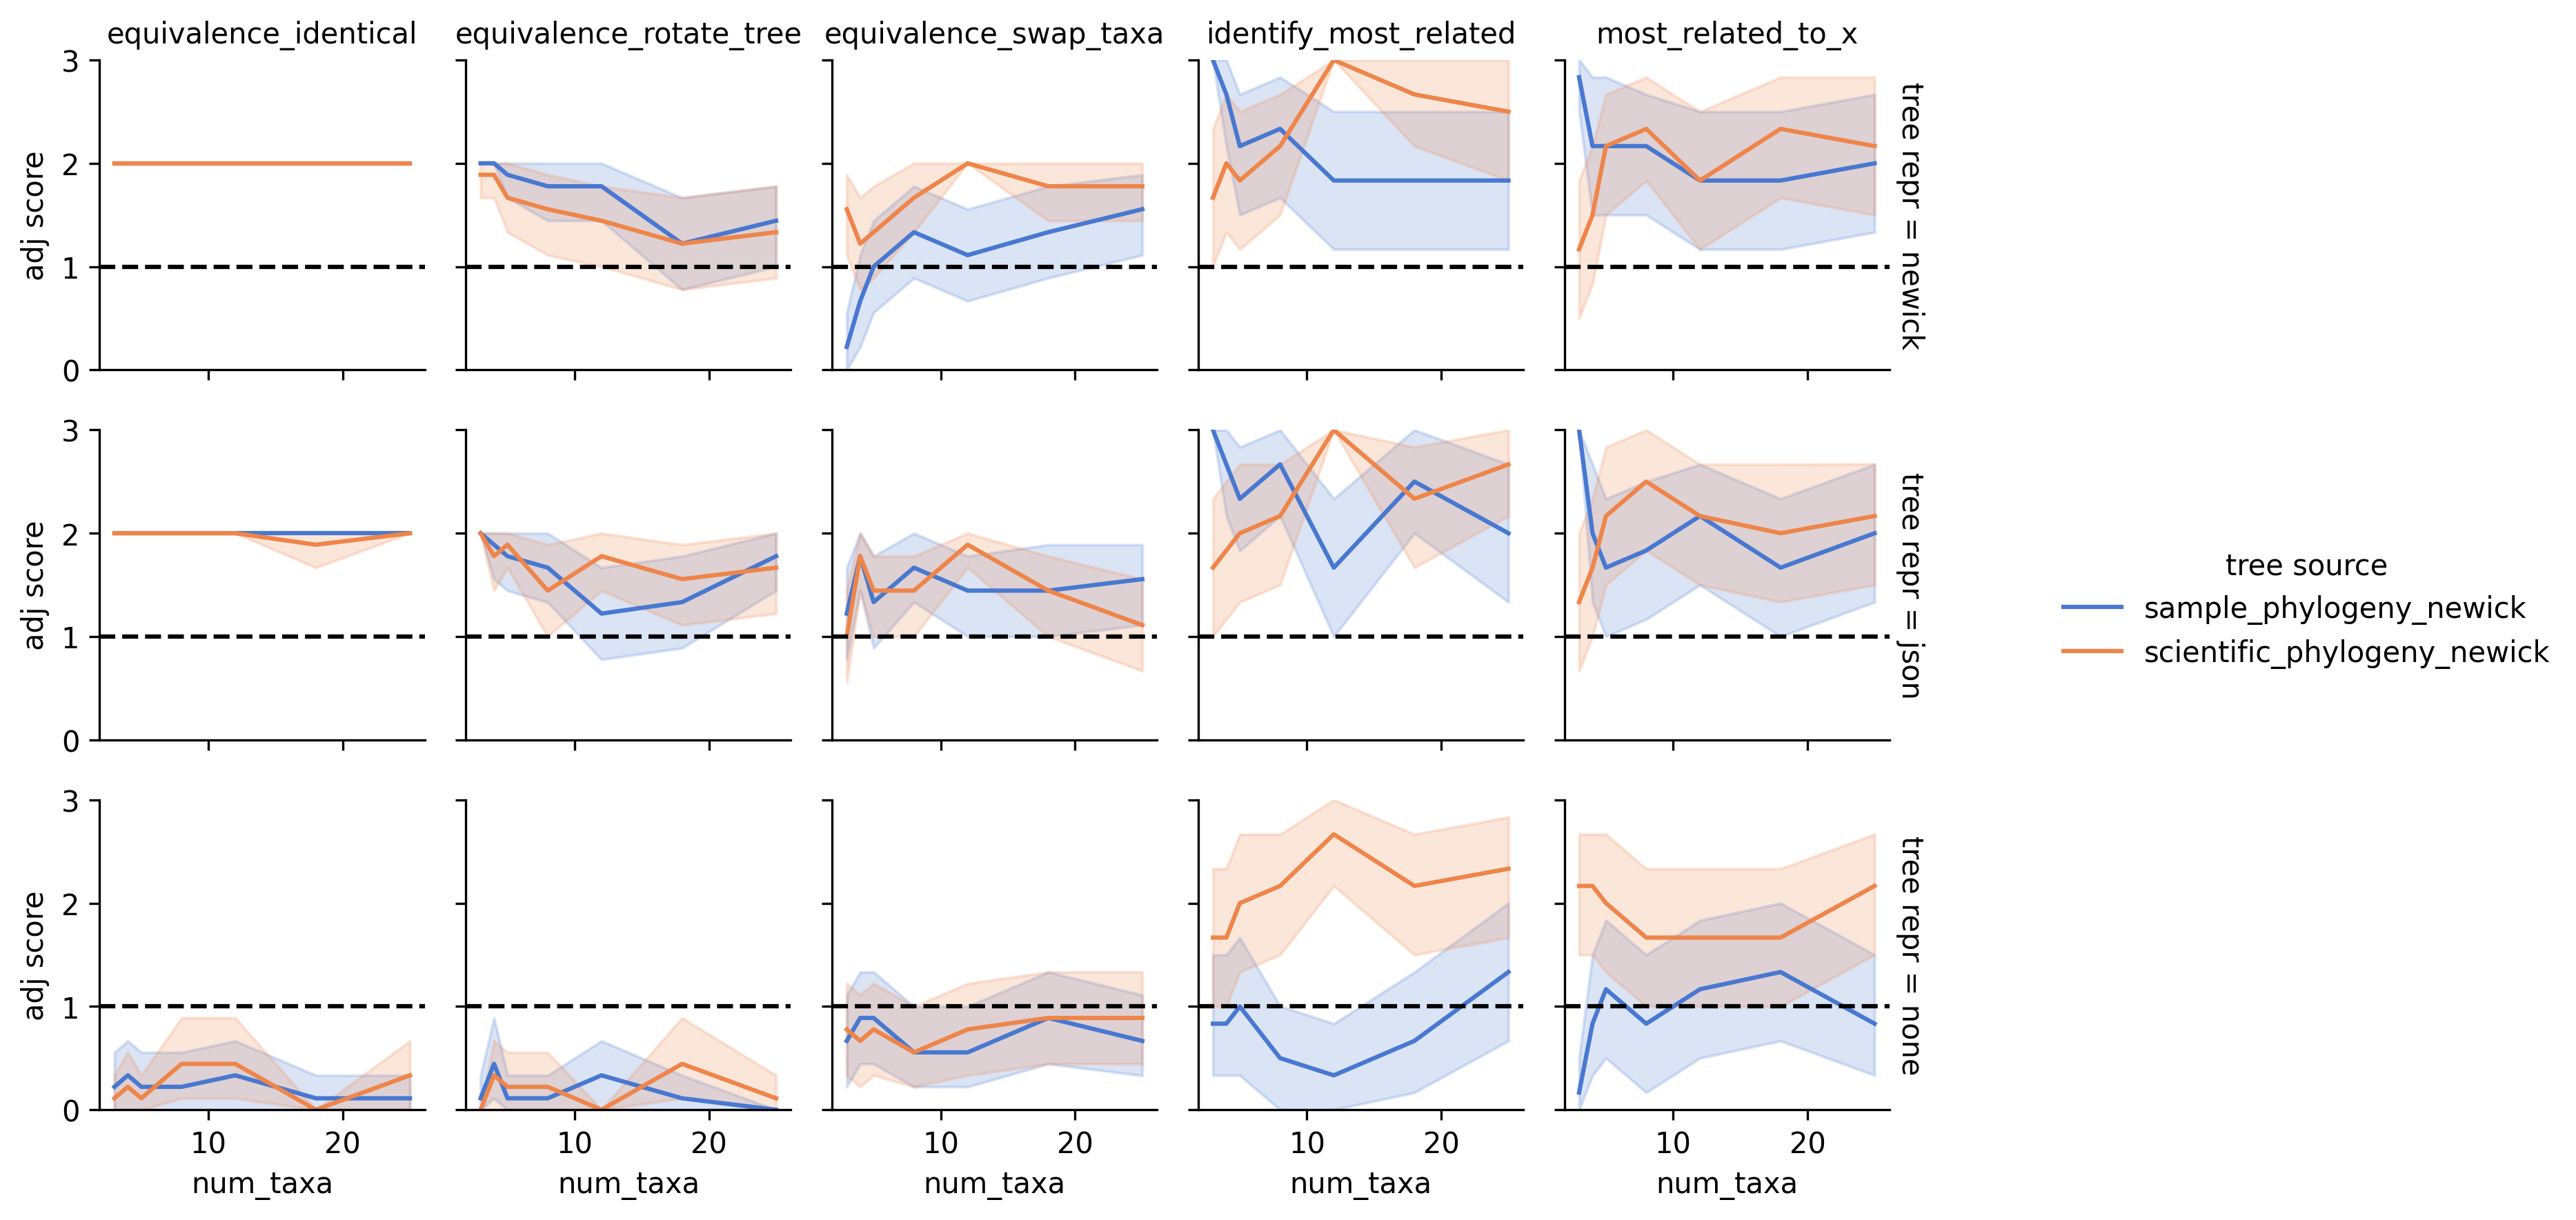 equivalence_identical equivalence_rotate_tree equivalence_swap_taxa identify_most_related most_related_to_x
3
2
1
0
adj score
tree repr = newick
3
2
1
0
adj score
tree repr = json
tree source
sample_phylogeny_newick
scientific_phylogeny_newick
3
2
1
0
adj score
tree repr = none
10 20 10 20 10 20 10 20 10 20
num_taxa num_taxa num_taxa num_taxa num_taxa